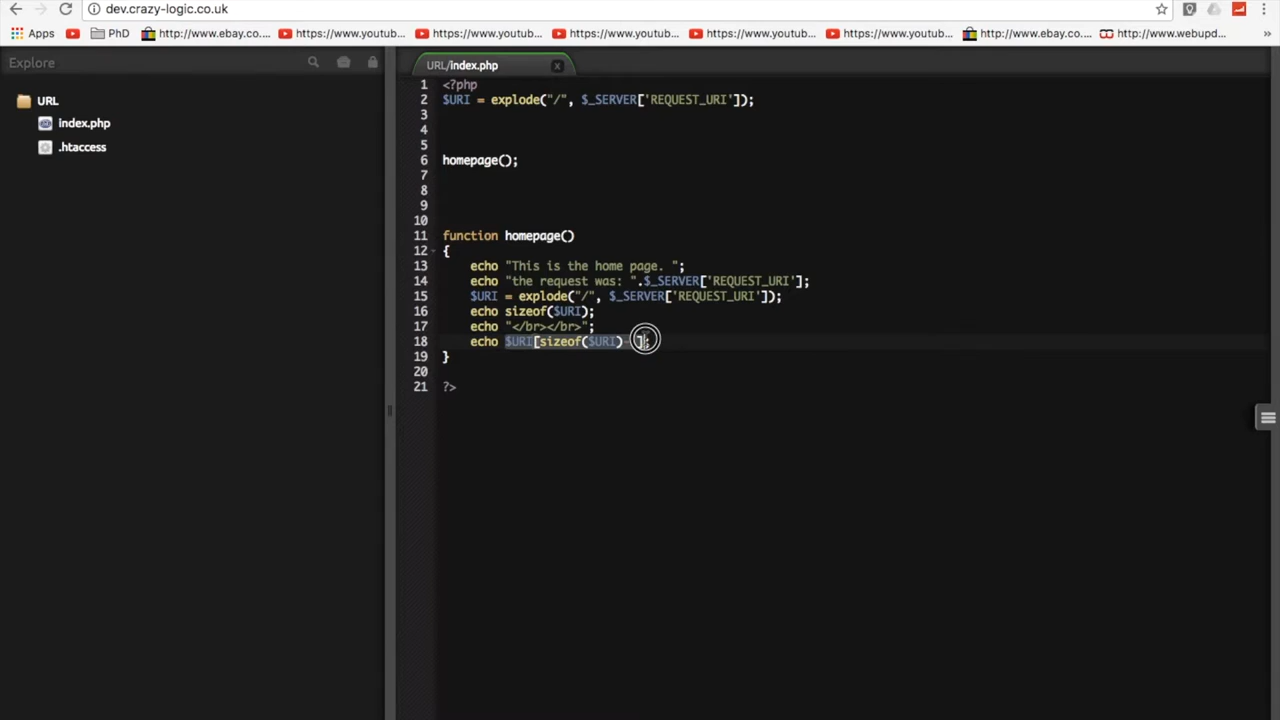 dev.crazy-logic.co.uk
Apps PhD http://www.ebay.co.... https://www.youtub... https://www.youtub... https://www.youtub... https://www.youtub... https://www.youtub... http://www.ebay.co.... http://www.webupd... »
Explore
URL
index.php
.htaccess
URL/index.php
1 <?php
2 $URI = explode("/", $_SERVER['REQUEST_URI']);
3
4
5
6 homepage();
7
8
9
10
11 function homepage()
12 {
13 echo "This is the home page. ";
14 echo "the request was: ".$_SERVER['REQUEST_URI'];
15 $URI = explode("/", $_SERVER['REQUEST_URI']);
16 echo sizeof($URI);
17 echo "</br></br>";
18 echo $URI[sizeof($URI) ];
19 }
20
21 ?>